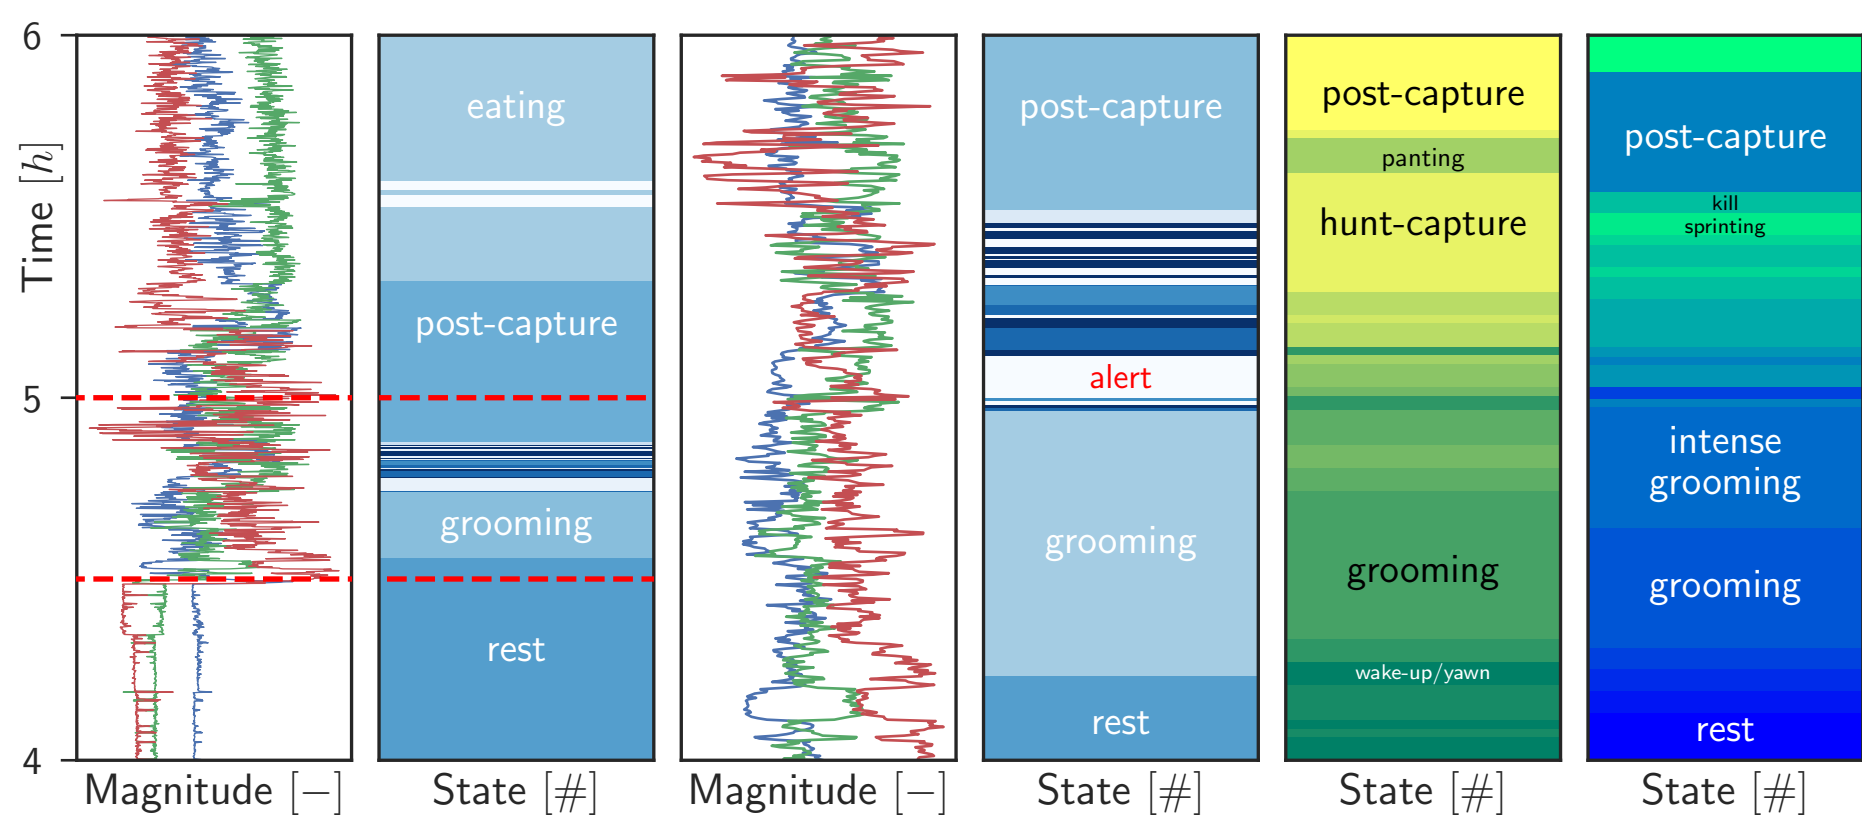 6
5
4
Time [h]
Magnitude [−]
eating
post-capture
grooming
rest
State [#]
Magnitude [−]
post-capture
alert
grooming
rest
State [#]
post-capture
panting
hunt-capture
grooming
wake-up/yawn
State [#]
post-capture
kill
sprinting
intense
grooming
grooming
rest
State [#]